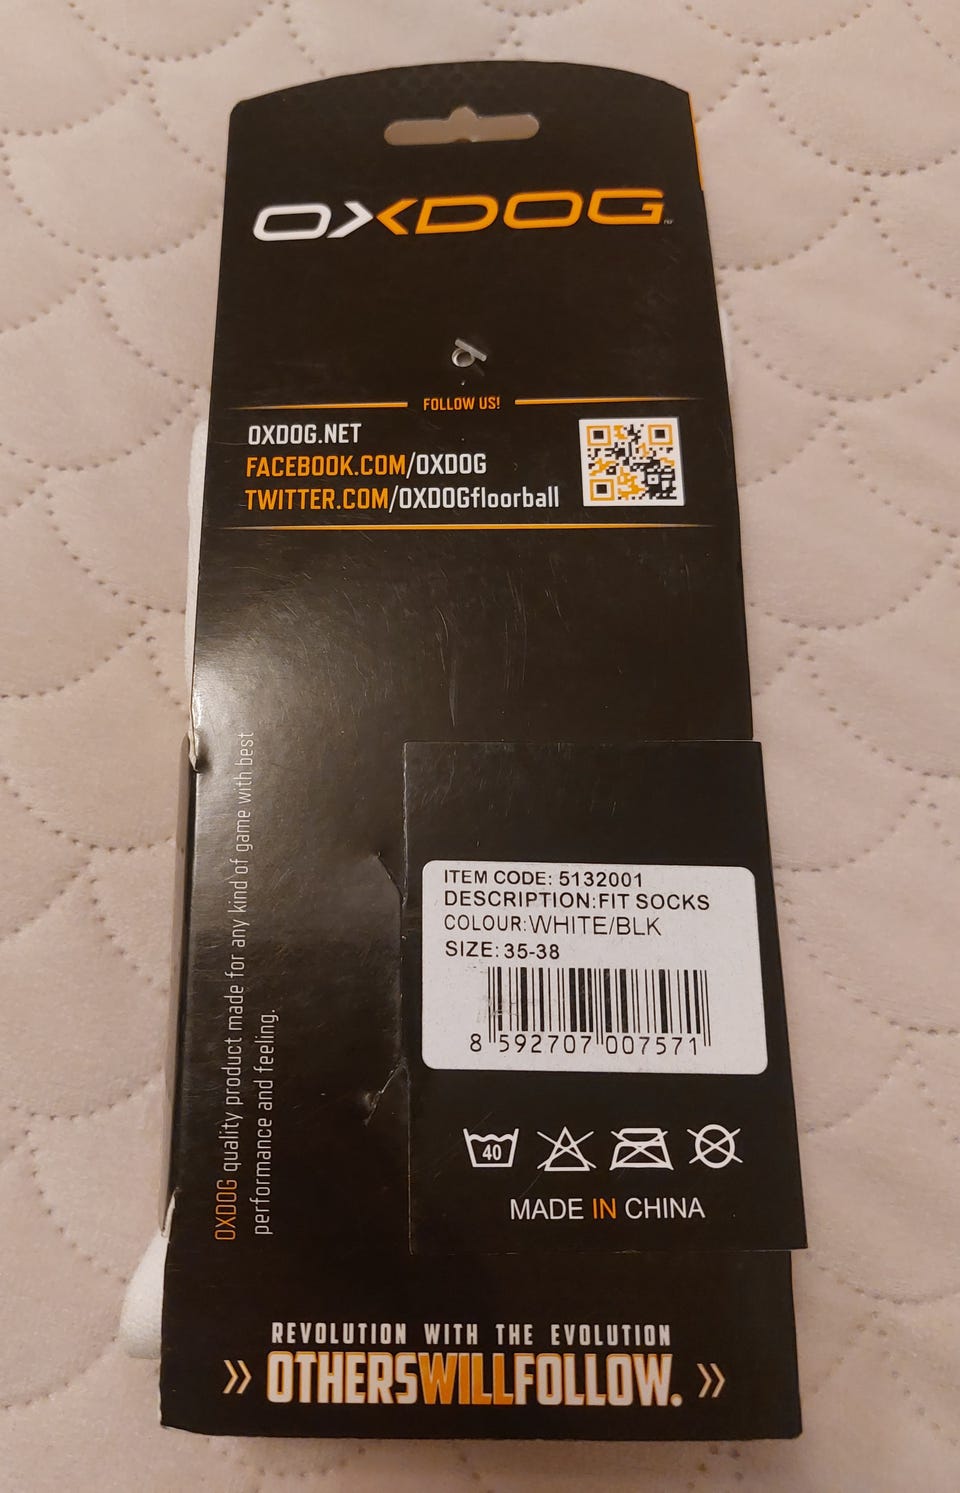 OXDOG
FOLLOW US!
OXDOG.NET
FACEBOOK.COM/OXDOG
TWITTER.COM/OXDOGfloorball
OXDOG quality product made for any kind of game with best
performance and feeling.
ITEM CODE: 5132001
DESCRIPTION:FIT SOCKS
COLOUR:WHITE/BLK
SIZE: 35-38
8 592707 007571
40
MADE IN CHINA
REVOLUTION WITH THE EVOLUTION
» OTHERSWILLFOLLOW. »